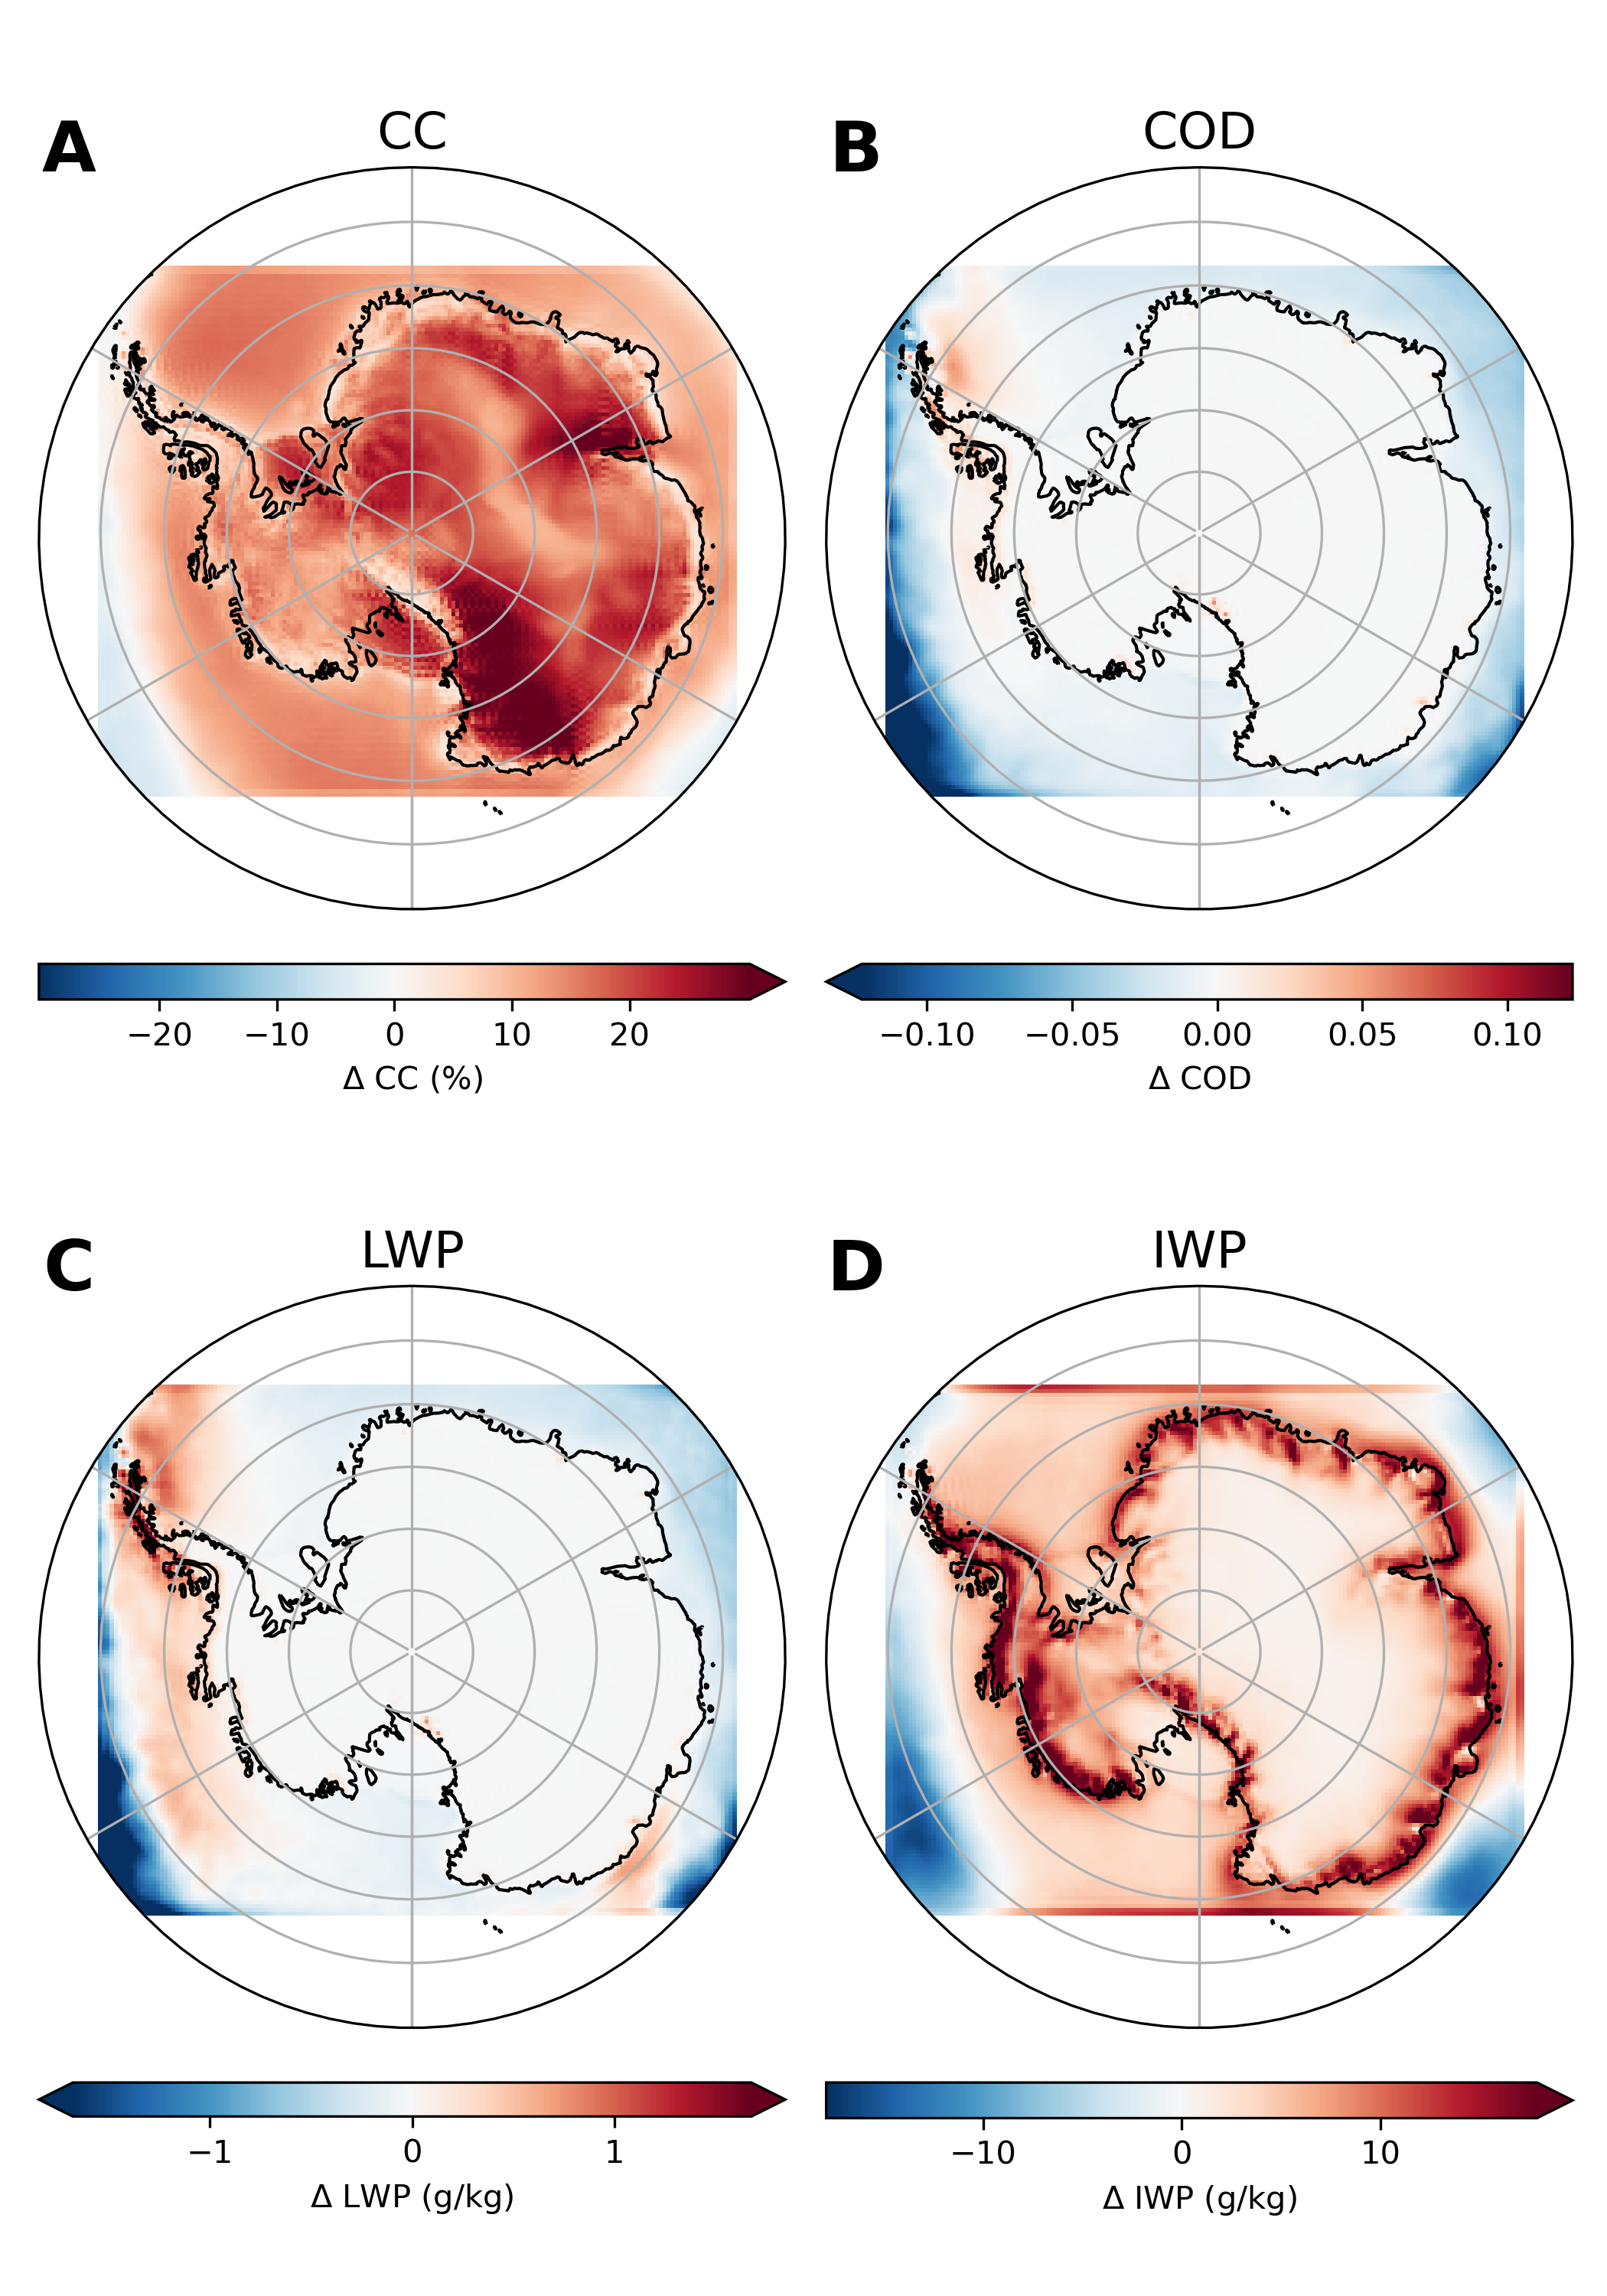 A
CC
B
COD
−20 −10 0 10 20
Δ CC (%)
−0.10 −0.05 0.00 0.05 0.10
Δ COD
C
LWP
D
IWP
−1 0 1
Δ LWP (g/kg)
−10 0 10
Δ IWP (g/kg)